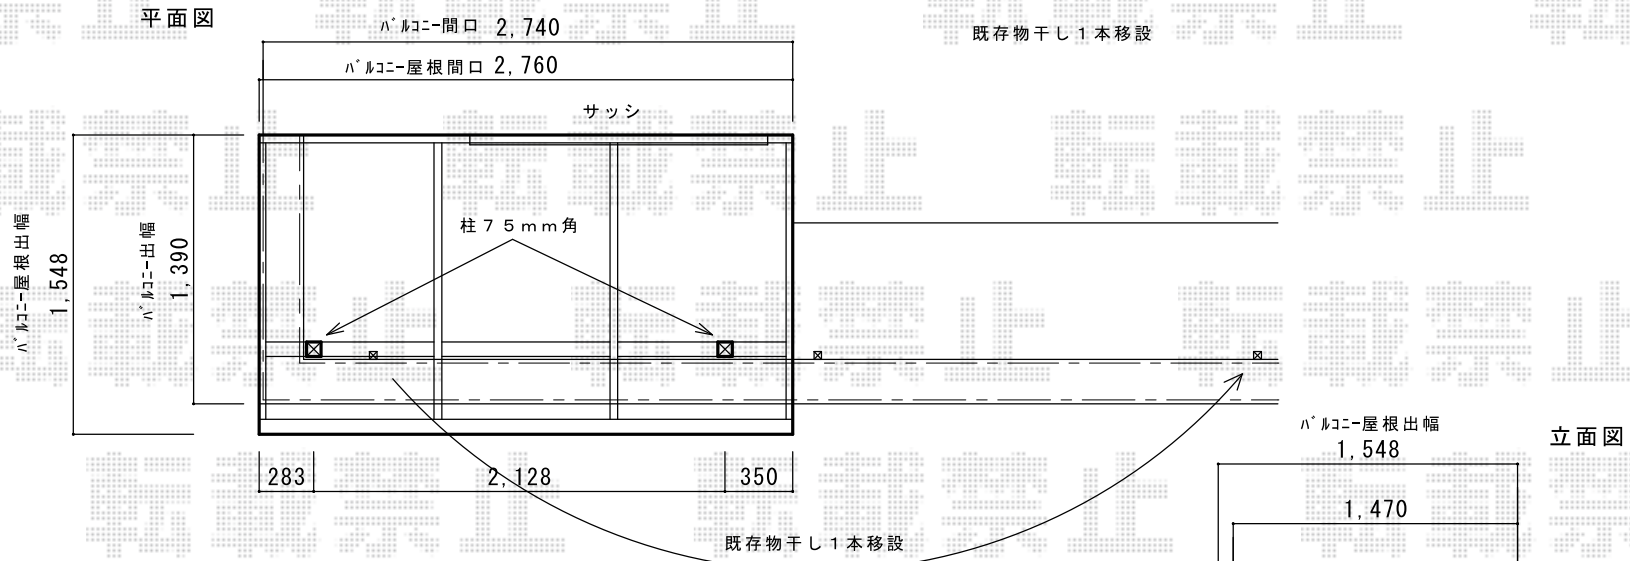 平面図
バルコニー間口 2,740
既存物干し1本移設
バルコニー屋根間口 2,760
サッシ
バルコニー屋根出幅
1,548
バルコニー出幅
1,390
柱75mm角
283
2,128
350
既存物干し1本移設
バルコニー屋根出幅
1,548
立面図
1,470
転載禁止